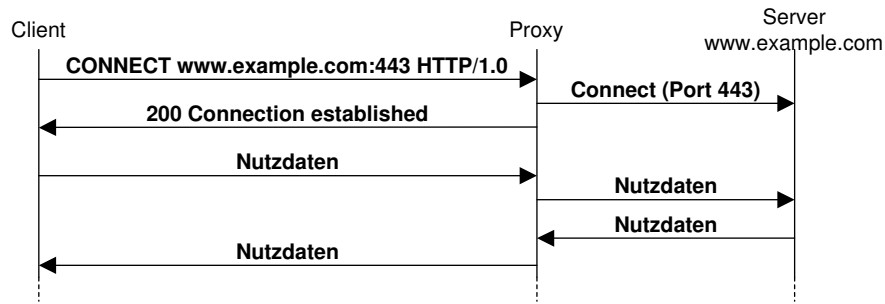 Client
Proxy
Server
www.example.com
CONNECT www.example.com:443 HTTP/1.0
Connect (Port 443)
200 Connection established
Nutzdaten
Nutzdaten
Nutzdaten
Nutzdaten